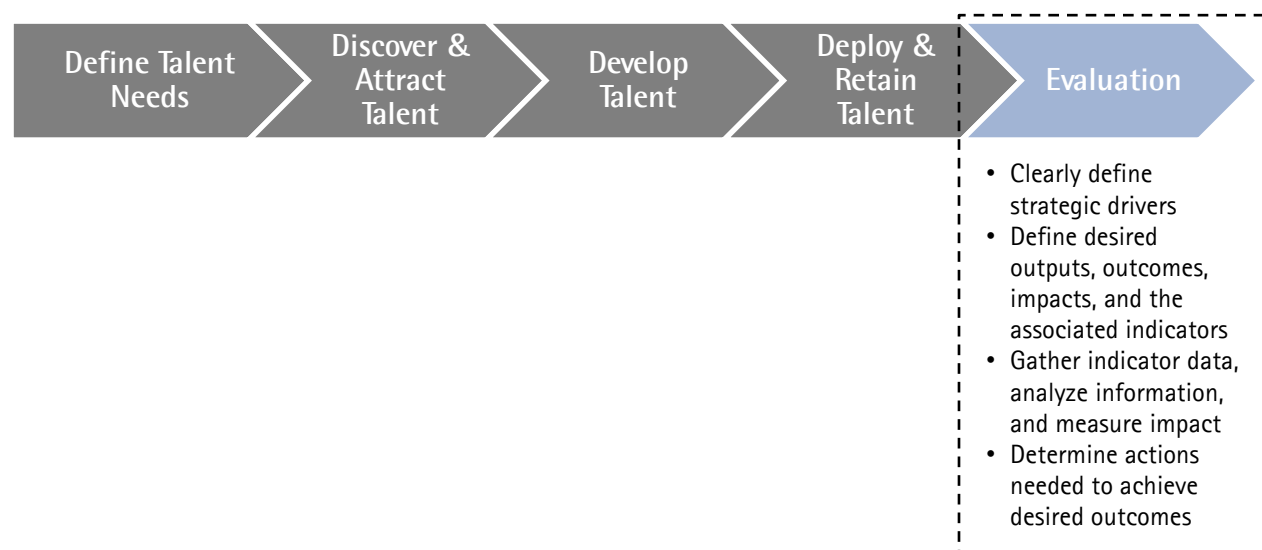 Define Talent
Needs
Discover &
Attract
Talent
Develop
Talent
Deploy &
Retain
Talent
Evaluation
• Clearly define
strategic drivers
• Define desired
outputs, outcomes,
impacts, and the
associated indicators
• Gather indicator data,
analyze information,
and measure impact
• Determine actions
needed to achieve
desired outcomes